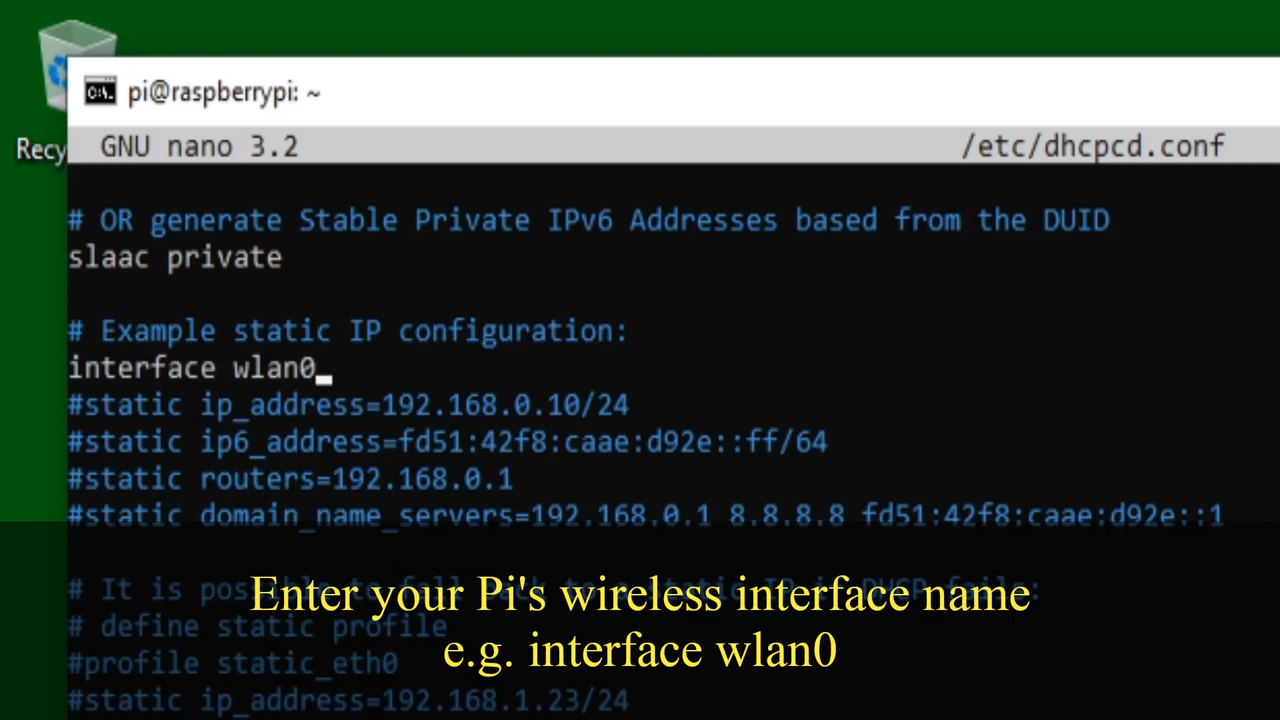 pi@raspberrypi: ~
Recy
GNU nano 3.2 /etc/dhcpcd.conf
# OR generate Stable Private IPv6 Addresses based from the DUID
slaac private
# Example static IP configuration:
interface wlan0
#static ip_address=192.168.0.10/24
#static ip6_address=fd51:42f8:caae:d92e::ff/64
#static routers=192.168.0.1
#static domain_name_servers=192.168.0.1 8.8.8.8 fd51:42f8:caae:d92e::1
# It is
Enter your Pi's wireless interface name
# define static profile
e.g. interface wlan0
#profile static_eth0
#static ip_address=192.168.1.23/24